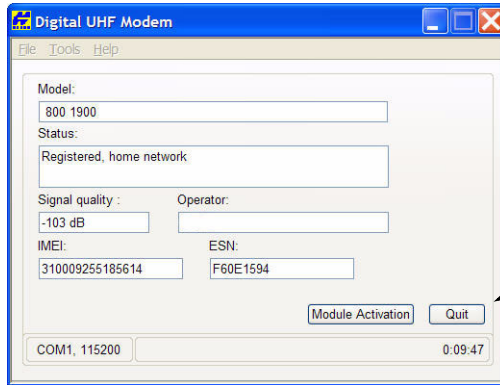 Digital UHF Modem
File Tools Help
Model:
800 1900
Status:
Registered, home network
Signal quality : Operator:
-103 dB
IMEI: ESN:
310009255185614 F60E1594
Module Activation Quit
COM1, 115200 0:09:47